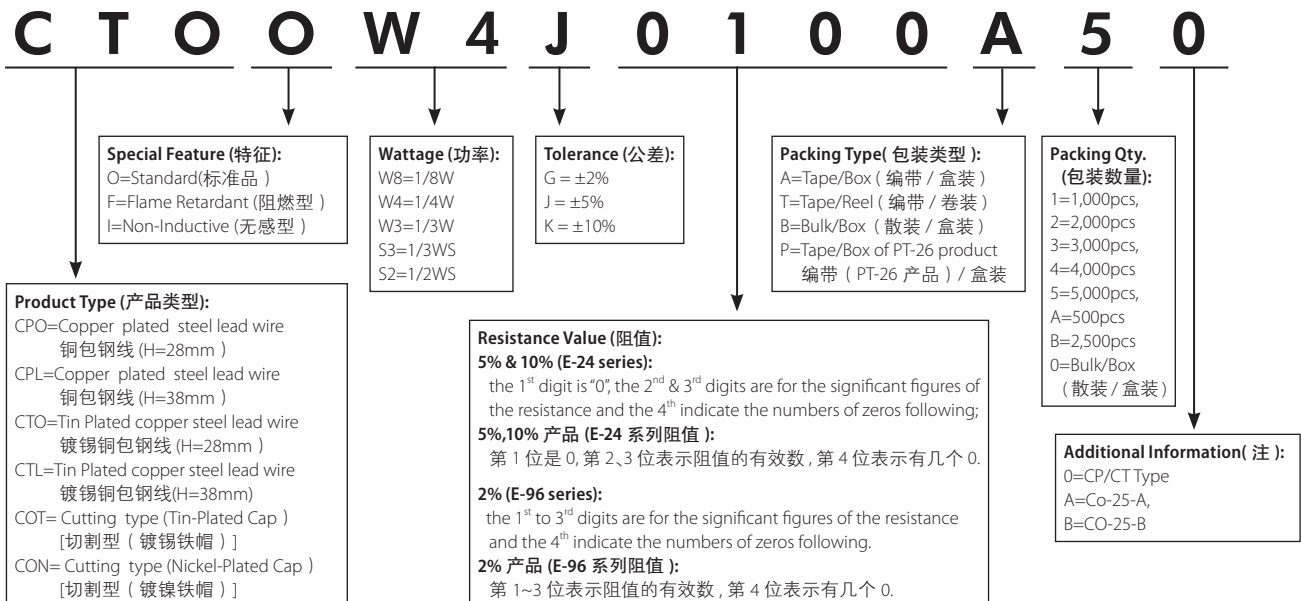 C T O O W 4 J 0 1 0 0 A 5 0
Special Feature (特征):
O=Standard(标准品 )
F=Flame Retardant (阻燃型 )
I=Non-Inductive (无感型 )
Wattage (功率):
W8=1/8W
W4=1/4W
W3=1/3W
S3=1/3WS
S2=1/2WS
Tolerance (公差):
G = ±2%
J = ±5%
K = ±10%
Packing Type( 包装类型 ):
A=Tape/Box ( 编带 / 盒装 )
T=Tape/Reel ( 编带 / 卷装 )
B=Bulk/Box ( 散装 / 盒装 )
P=Tape/Box of PT-26 product
编带 ( PT-26 产品 ) / 盒装
Packing Qty.
(包装数量):
1=1,000pcs,
2=2,000pcs
3=3,000pcs,
4=4,000pcs
5=5,000pcs,
A=500pcs
B=2,500pcs
0=Bulk/Box
( 散装 / 盒装 )
Product Type (产品类型):
CPO=Copper plated steel lead wire
铜包钢线 (H=28mm )
CPL=Copper plated steel lead wire
铜包钢线 (H=38mm)
CTO=Tin Plated copper steel lead wire
镀锡铜包钢线 (H=28mm )
CTL=Tin Plated copper steel lead wire
镀锡铜包钢线(H=38mm)
COT= Cutting type (Tin-Plated Cap )
[切割型 ( 镀锡铁帽 ) ]
CON= Cutting type (Nickel-Plated Cap )
[切割型 ( 镀镍铁帽 ) ]
Resistance Value (阻值):
5% & 10% (E-24 series):
the 1st digit is "0", the 2nd & 3rd digits are for the significant figures of
the resistance and the 4th indicate the numbers of zeros following;
5%,10% 产品 (E-24 系列阻值 ):
第 1 位是 0, 第 2、3 位表示阻值的有效数 , 第 4 位表示有几个 0.
2% (E-96 series):
the 1st to 3rd digits are for the significant figures of the resistance
and the 4th indicate the numbers of zeros following.
2% 产品 (E-96 系列阻值 ):
第 1~3 位表示阻值的有效数 , 第 4 位表示有几个 0.
Additional Information( 注 ):
0=CP/CT Type
A=Co-25-A,
B=CO-25-B